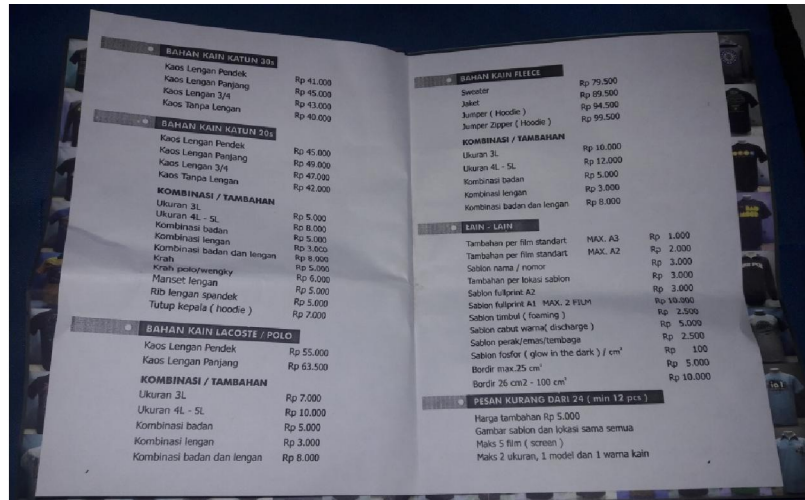 BAHAN KAIN KATUN 30s
Kaos Lengan Pendek Rp 41.000
Kaos Lengan Panjang Rp 45.000
Kaos Lengan 3/4 Rp 43.000
Kaos Tanpa Lengan Rp 40.000
BAHAN KAIN KATUN 20s
Kaos Lengan Pendek Rp 45.000
Kaos Lengan Panjang Rp 49.000
Kaos Lengan 3/4 Rp 47.000
Kaos Tanpa Lengan Rp 42.000
KOMBINASI / TAMBAHAN
Ukuran 3L Rp 5.000
Ukuran 4L - 5L Rp 8.000
Kombinasi badan Rp 5.000
Kombinasi lengan Rp 3.000
Kombinasi badan dan lengan Rp 8.000
Krah Rp 5.000
Krah polo/wengky Rp 6.000
Manset lengan Rp 5.000
Rib lengan spandek Rp 5.000
Tutup kepala ( hoodie ) Rp 7.000
BAHAN KAIN LACOSTE / POLO
Kaos Lengan Pendek Rp 55.000
Kaos Lengan Panjang Rp 63.500
KOMBINASI / TAMBAHAN
Ukuran 3L Rp 7.000
Ukuran 4L - 5L Rp 10.000
Kombinasi badan Rp 5.000
Kombinasi lengan Rp 3.000
Kombinasi badan dan lengan Rp 8.000
BAHAN KAIN FLEECE
Sweater Rp 79.500
Jaket Rp 89.500
Jumper ( Hoodie ) Rp 94.500
Jumper Zipper ( Hoodie ) Rp 99.500
KOMBINASI / TAMBAHAN
Ukuran 3L Rp 10.000
Ukuran 4L - 5L Rp 12.000
Kombinasi badan Rp 5.000
Kombinasi lengan Rp 3.000
Kombinasi badan dan lengan Rp 8.000
LAIN - LAIN
Tambahan per film standart MAX. A3 Rp 1.000
Tambahan per film standart MAX. A2 Rp 2.000
Sablon nama / nomor Rp 3.000
Tambahan per lokasi sablon Rp 3.000
Sablon fullprint A2 Rp 3.000
Sablon fullprint A1 MAX. 2 FILM Rp 10.000
Sablon timbul ( foaming ) Rp 2.500
Sablon cabut warna( discharge ) Rp 5.000
Sablon perak/emas/tembaga Rp 2.500
Sablon fosfor ( glow in the dark ) / cm² Rp 100
Bordir max.25 cm² Rp 5.000
Bordir 26 cm2 - 100 cm² Rp 10.000
PESAN KURANG DARI 24 ( min 12 pcs )
Harga tambahan Rp 5.000
Gambar sablon dan lokasi sama semua
Maks 5 film ( screen )
Maks 2 ukuran, 1 model dan 1 warna kain